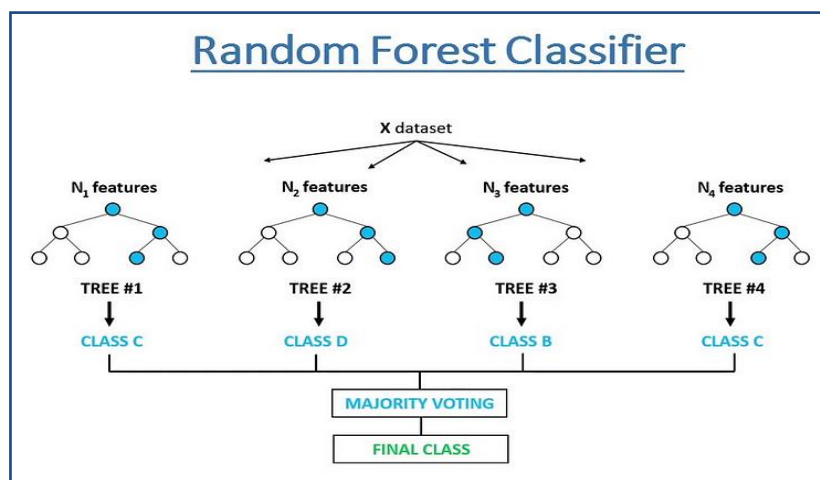 Random Forest Classifier
X dataset
N₁ features N₂ features N₃ features N₄ features
TREE #1 TREE #2 TREE #3 TREE #4
CLASS C CLASS D CLASS B CLASS C
MAJORITY VOTING
FINAL CLASS